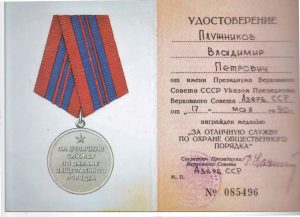 ЗА ОТЛИЧНУЮ
СЛУЖБУ
ПО ОХРАНЕ
ОБЩЕСТВЕННОГО
ПОРЯДКА
УДОСТОВЕРЕНИЕ
Плужников
Владимир
Петрович
от имени Президиума Верховного
Совета СССР Указом Президиума
Верховного Совета Азерб. ССР
от „17 мая
награжден медалью
"ЗА ОТЛИЧНУЮ СЛУЖБУ
ПО ОХРАНЕ ОБЩЕСТВЕННОГО
ПОРЯДКА"
Секретарь Президиума
Верховного Совета
Азерб. ССР
М. П.
№ 085496